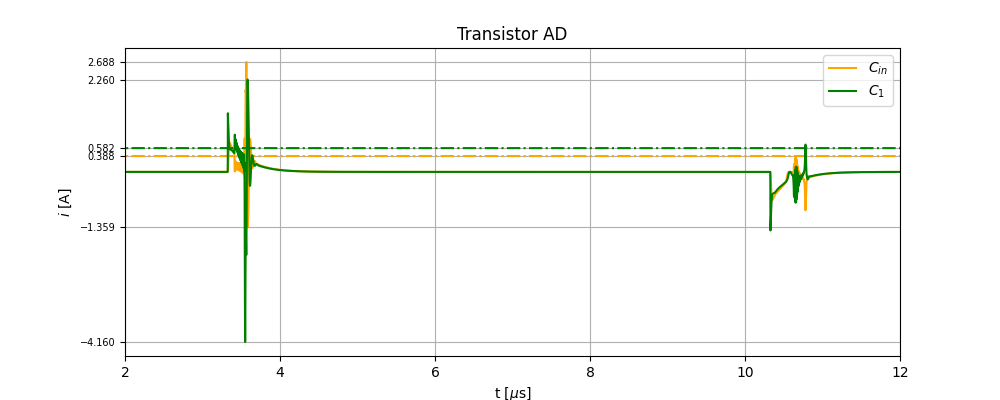 Transistor AD
2.688
2.260
0.582
0.388
−1.359
−4.160
i [A]
C_in
C_1
2 4 6 8 10 12
t [μs]